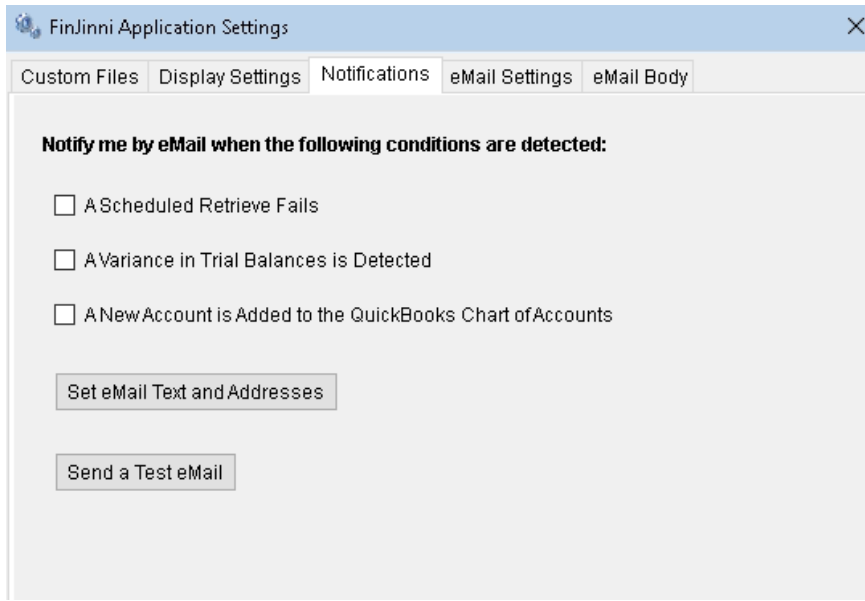 FinJinni Application Settings
Custom Files Display Settings Notifications eMail Settings eMail Body
Notify me by eMail when the following conditions are detected:
A Scheduled Retrieve Fails
A Variance in Trial Balances is Detected
A New Account is Added to the QuickBooks Chart of Accounts
Set eMail Text and Addresses
Send a Test eMail